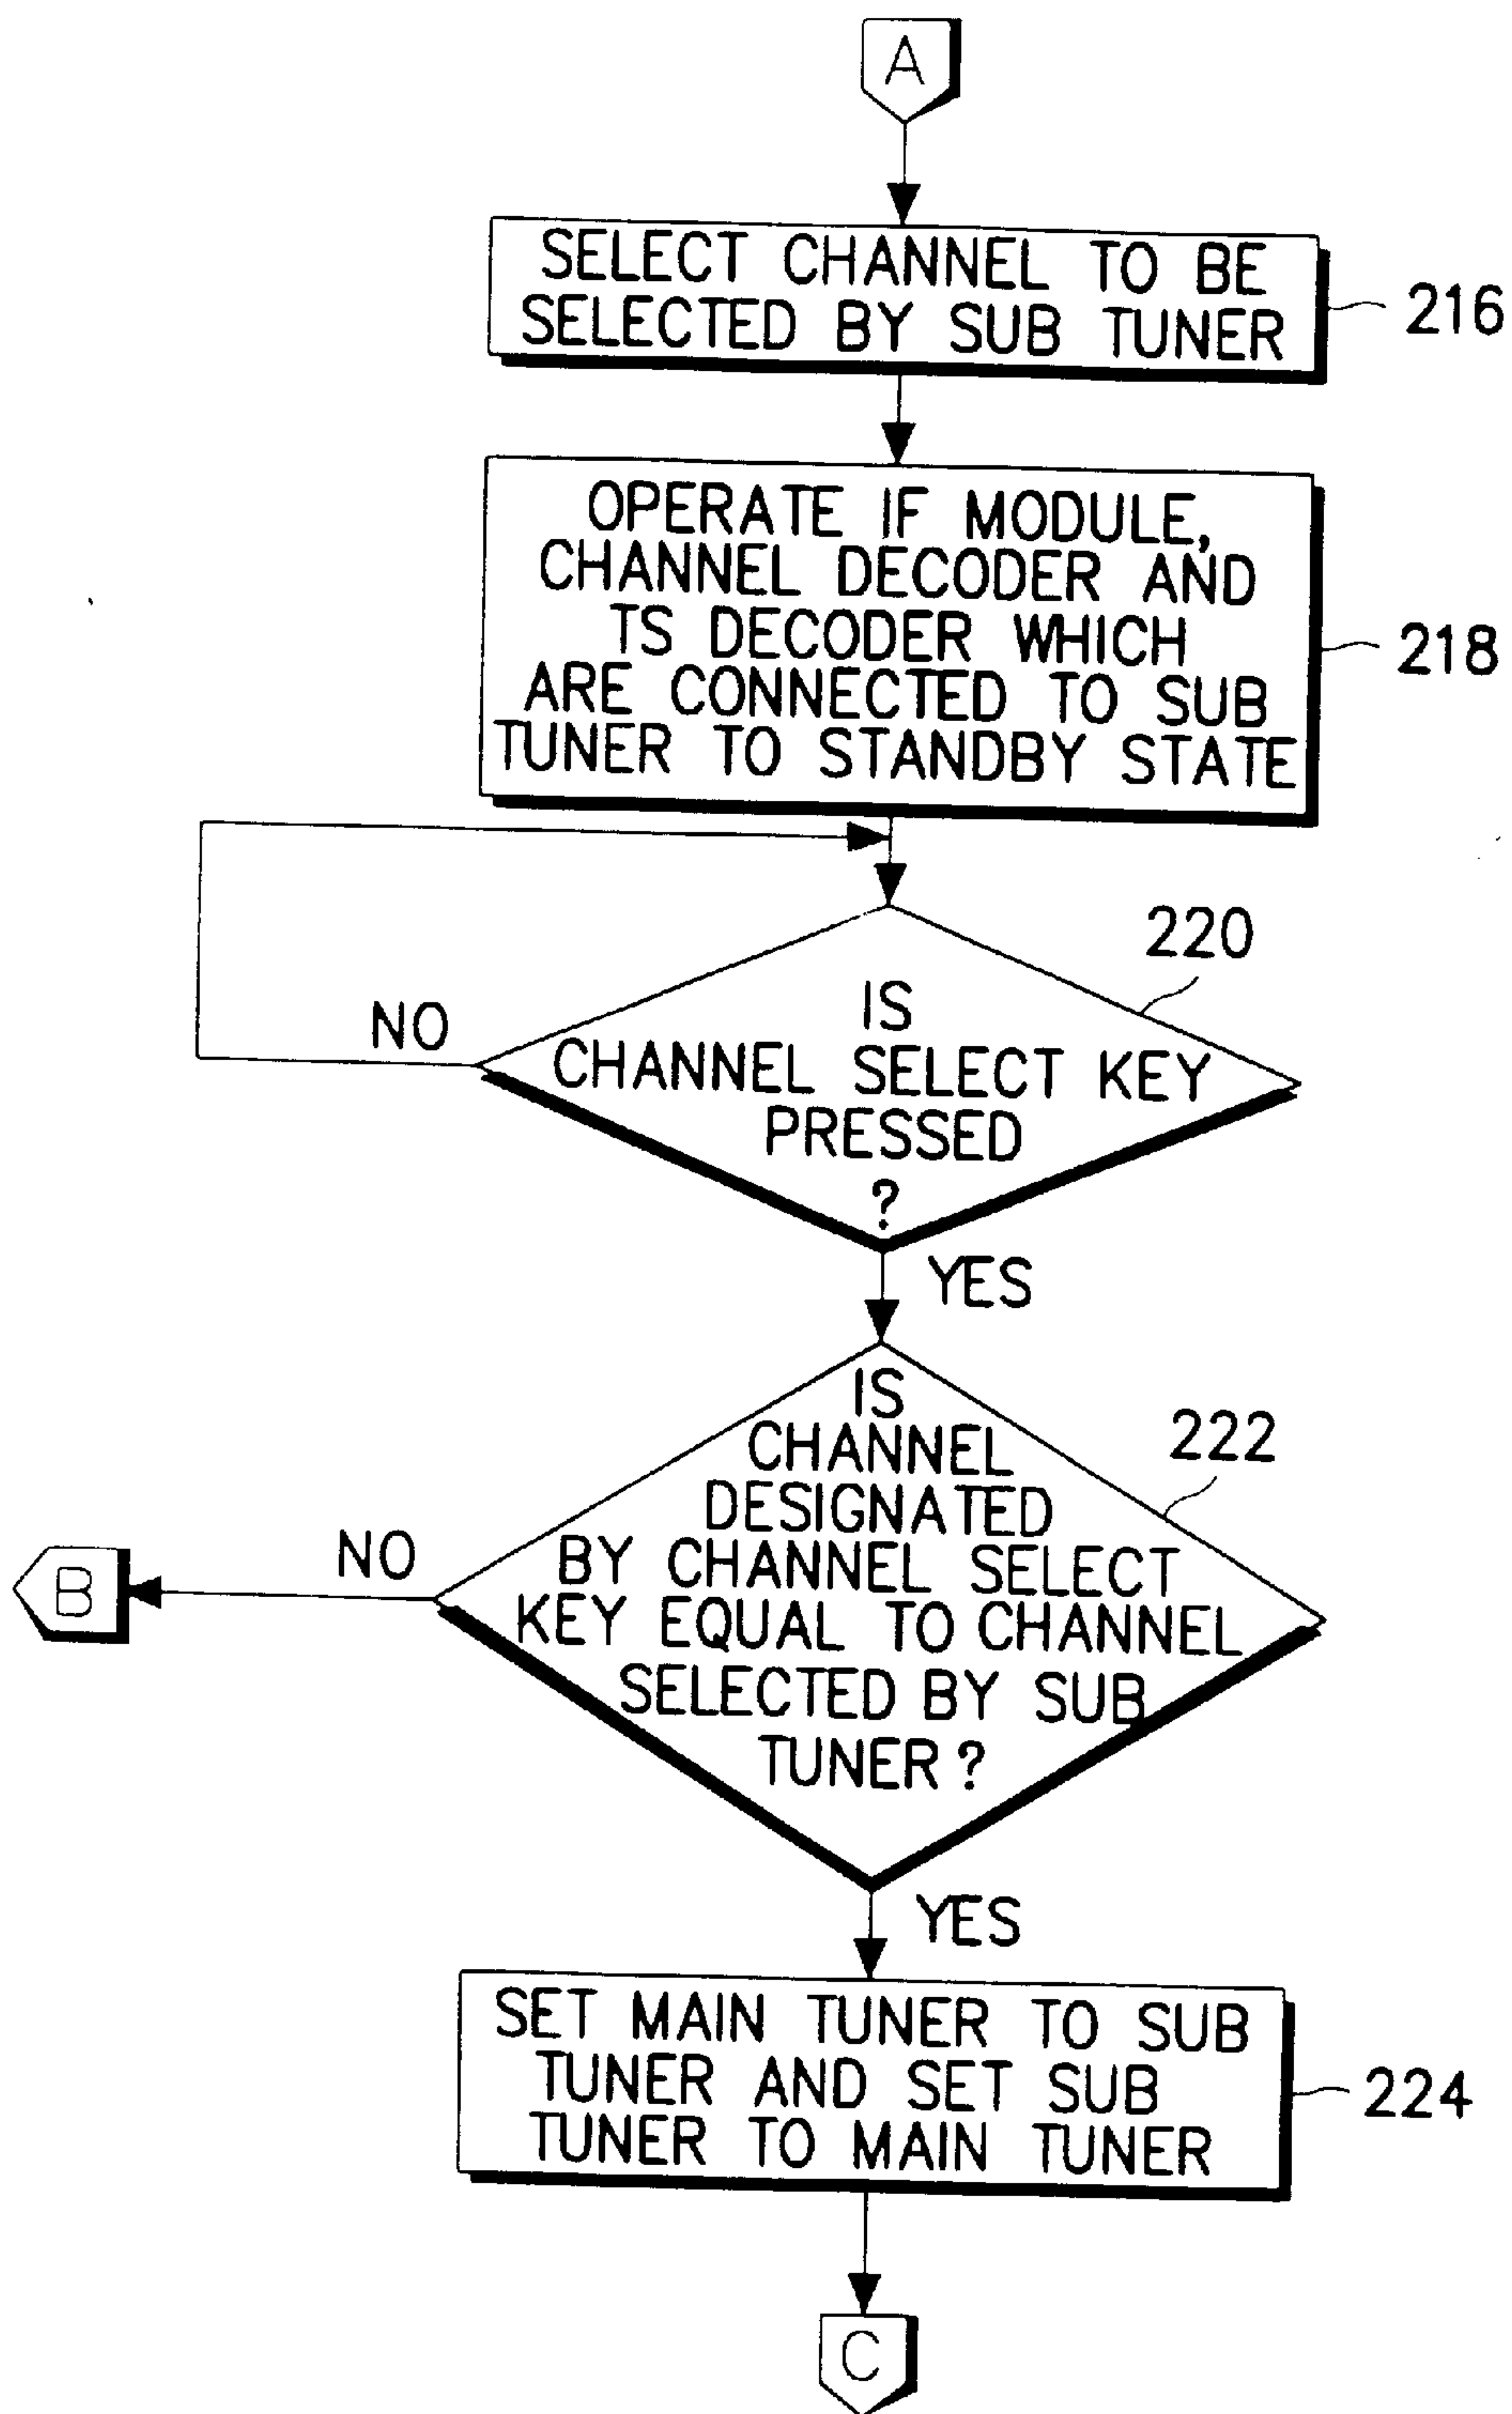 A
SELECT CHANNEL TO BE
SELECTED BY SUB TUNER
216
OPERATE IF MODULE,
CHANNEL DECODER AND
TS DECODER WHICH
ARE CONNECTED TO SUB
TUNER TO STANDBY STATE
218
220
NO
IS
CHANNEL SELECT KEY
PRESSED
?
YES
222
IS
CHANNEL
DESIGNATED
BY CHANNEL SELECT
KEY EQUAL TO CHANNEL
SELECTED BY SUB
TUNER ?
NO
B
YES
SET MAIN TUNER TO SUB
TUNER AND SET SUB
TUNER TO MAIN TUNER
224
C